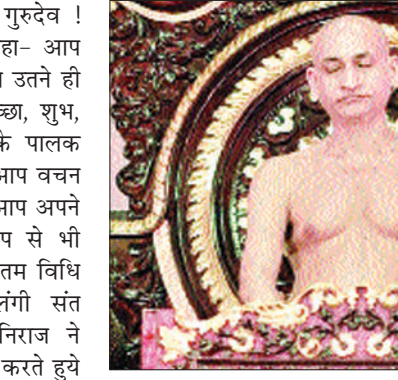 गुरुदेव !
हा– आप
उतने ही
च्छा, शुभ,
के पालक
आप वचन
आप अपने
प से भी
तम विधि
लंगी संत
निराज ने
करते हुये